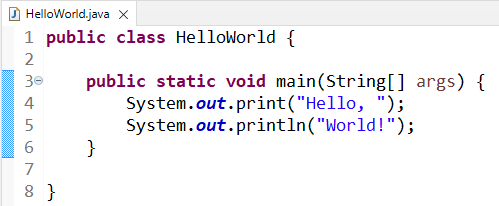 HelloWorld.java
1 public class HelloWorld {
2
3 public static void main(String[] args) {
4 System.out.print("Hello, ");
5 System.out.println("World!");
6 }
7
8 }